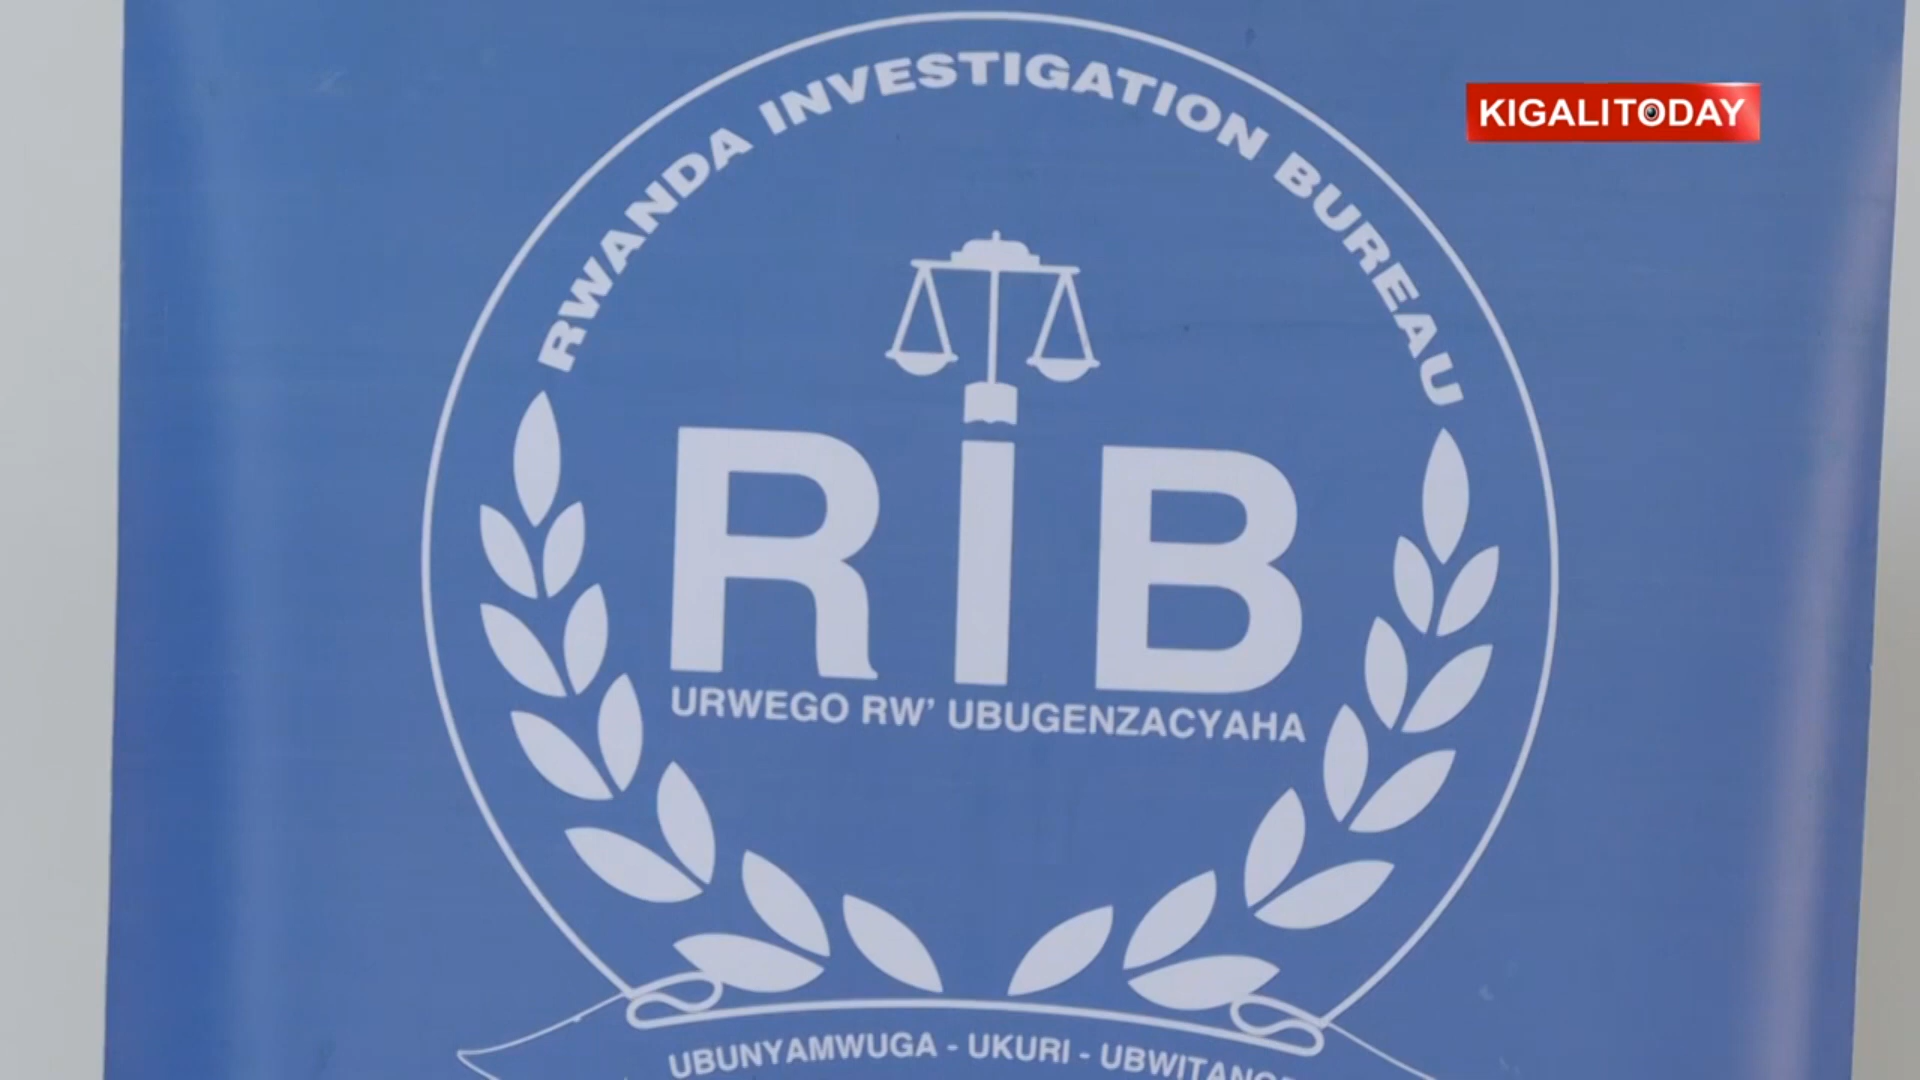 RWANDA INVESTIGATION BUREAU
KIGALITODAY
RIB
URWEGO RW' UBUGENZACYAHA
UBUNYAMWUGA - UKURI -